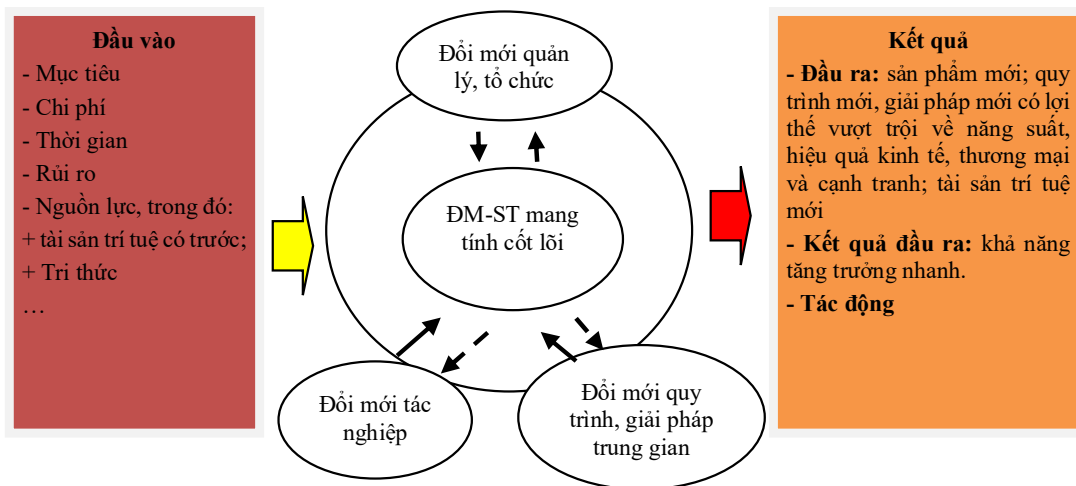 Đầu vào
- Mục tiêu
- Chi phí
- Thời gian
- Rủi ro
- Nguồn lực, trong đó:
+ tài sản trí tuệ có trước;
+ Tri thức
…
Đổi mới quản
lý, tổ chức
ĐM-ST mang
tính cốt lõi
Đổi mới tác
nghiệp
Đổi mới quy
trình, giải pháp
trung gian
Kết quả
- Đầu ra: sản phẩm mới; quy
trình mới, giải pháp mới có lợi
thế vượt trội về năng suất,
hiệu quả kinh tế, thương mại
và cạnh tranh; tài sản trí tuệ
mới
- Kết quả đầu ra: khả năng
tăng trưởng nhanh.
- Tác động